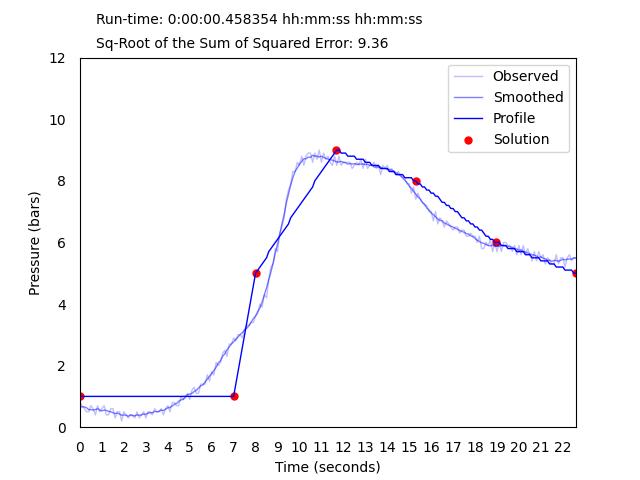 Run-time: 0:00:00.458354 hh:mm:ss hh:mm:ss
Sq-Root of the Sum of Squared Error: 9.36
Observed
Smoothed
Profile
Solution
12
10
8
6
4
2
0
Pressure (bars)
0 1 2 3 4 5 6 7 8 9 10 11 12 13 14 15 16 17 18 19 20 21 22
Time (seconds)